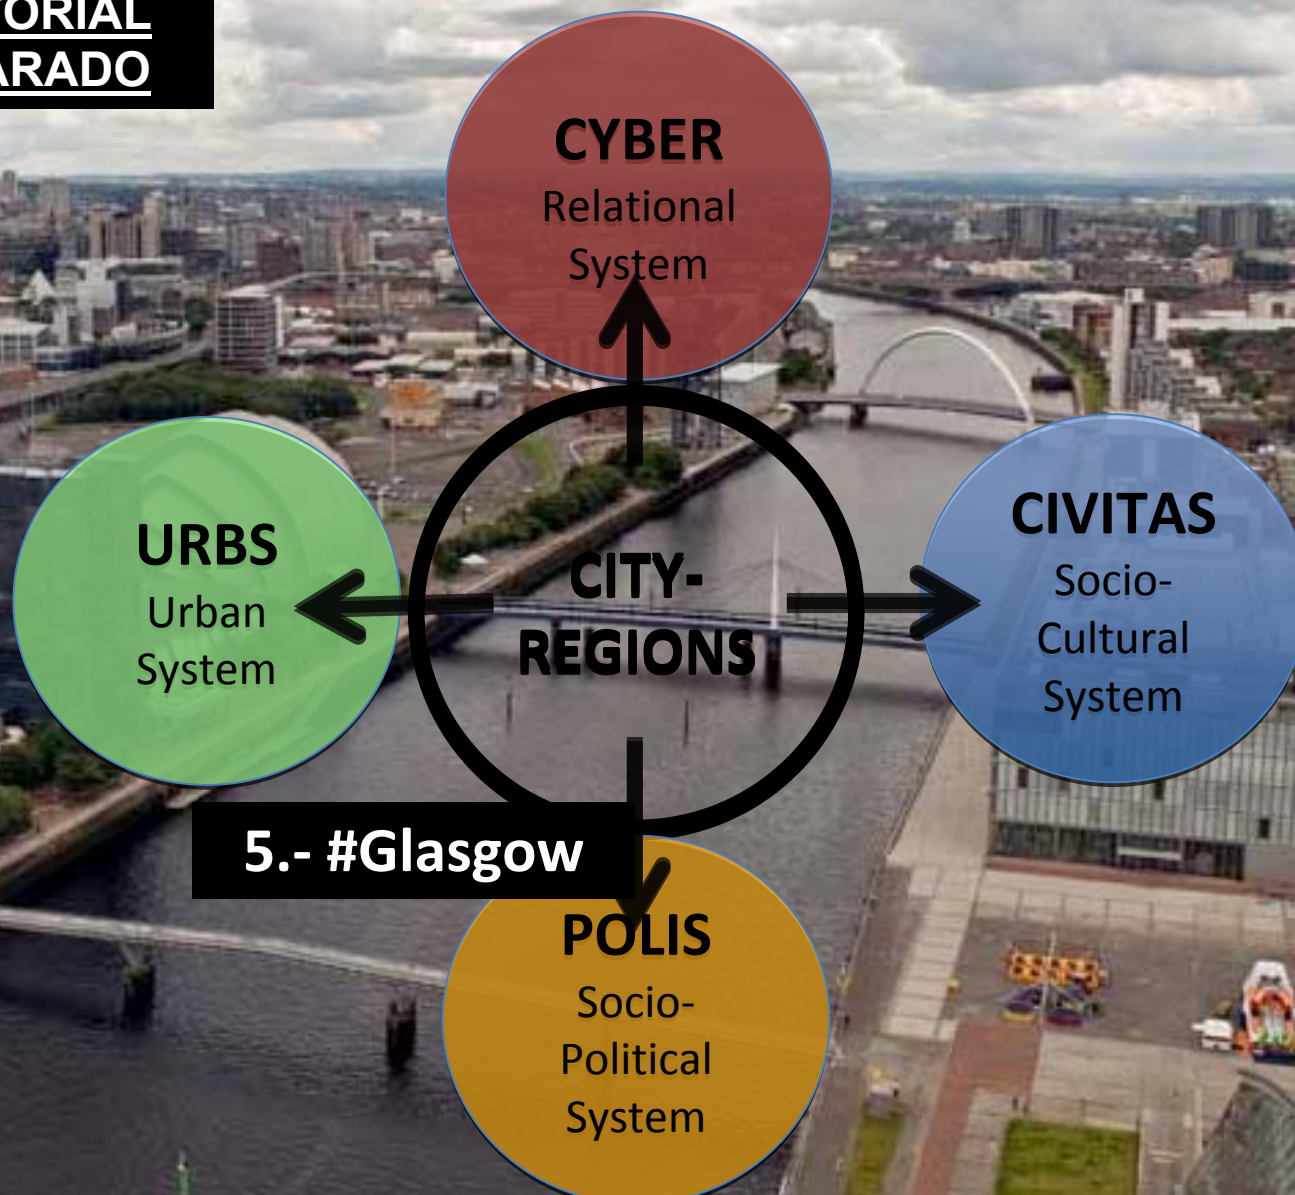 TORIAL
ARADO
CYBER
Relational
System
URBS
Urban
System
CITY-
REGIONS
CIVITAS
Socio-
Cultural
System
5.- #Glasgow
POLIS
Socio-
Political
System